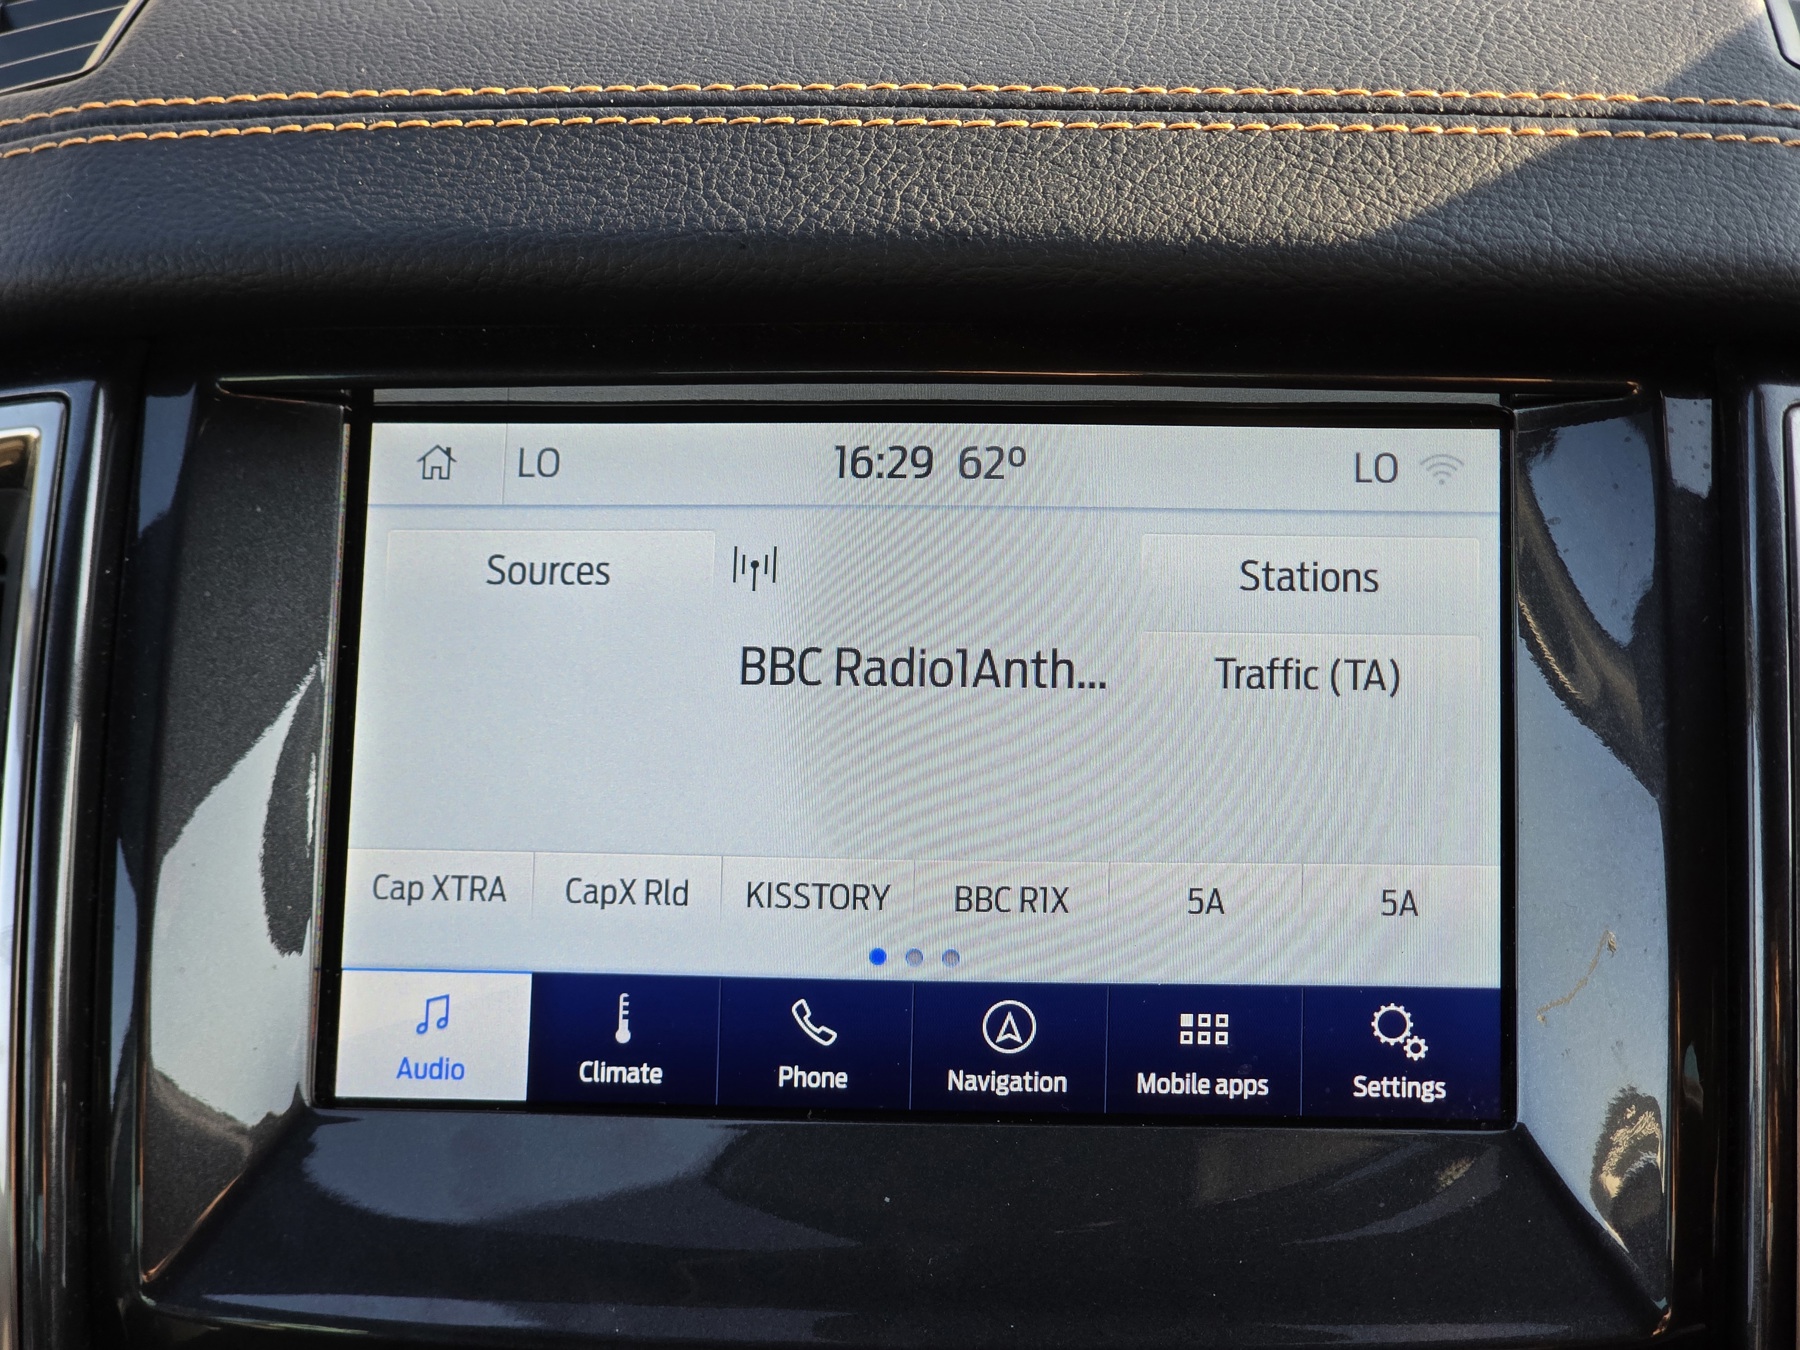 LO 16:29 62º LO
Sources
Stations
BBC Radio1Anth...
Traffic (TA)
Cap XTRA CapX Rld KISSTORY BBC R1X 5A 5A
Audio Climate Phone Navigation Mobile apps Settings